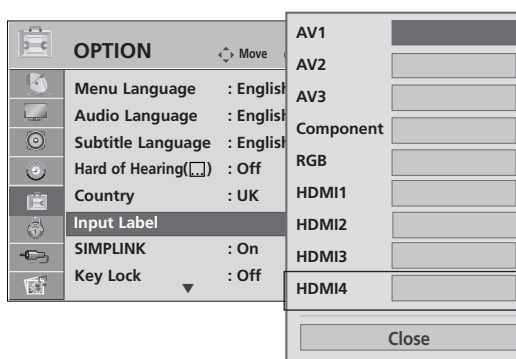 OPTION
Move
Menu Language : English
Audio Language : English
Subtitle Language : English
Hard of Hearing( ) : Off
Country : UK
Input Label
SIMPLINK : On
Key Lock : Off
AV1
AV2
AV3
Component
RGB
HDMI1
HDMI2
HDMI3
HDMI4
Close